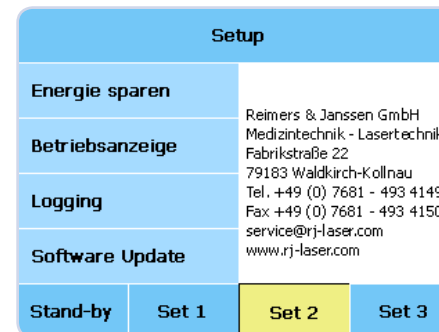 Setup
Energie sparen
Betriebsanzeige
Logging
Software Update
Reimers & Janssen GmbH
Medizintechnik - Lasertechnik
Fabrikstraße 22
79183 Waldkirch-Kollnau
Tel. +49 (0) 7681 - 493 4149
Fax +49 (0) 7681 - 493 4150
service@rj-laser.com
www.rj-laser.com
Stand-by Set 1 Set 2 Set 3